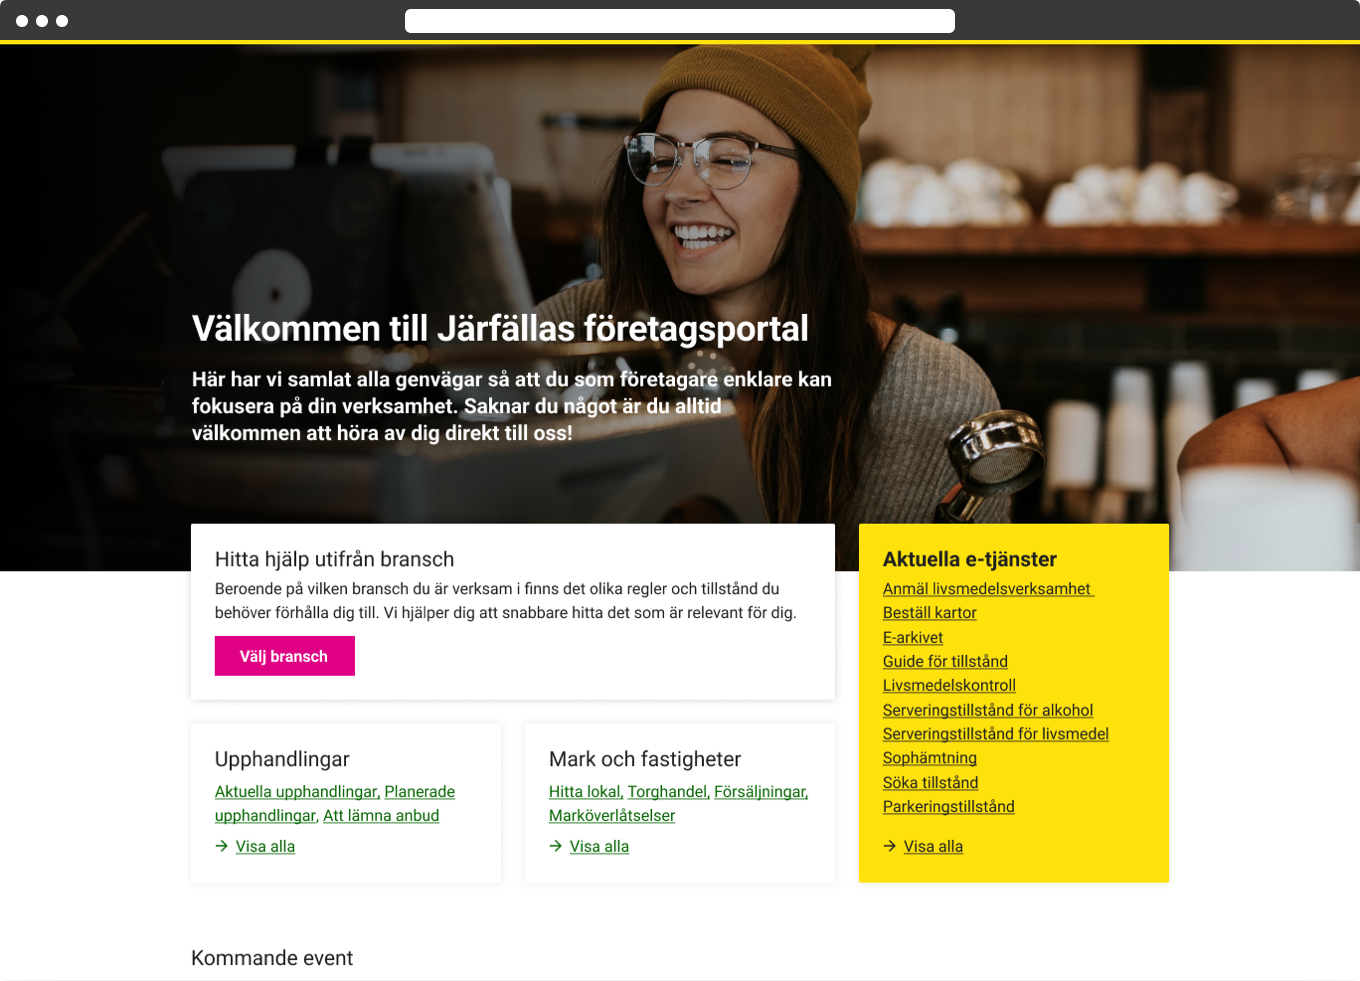 Välkommen till Järfällas företagsportal
Här har vi samlat alla genvägar så att du som företagare enklare kan
fokusera på din verksamhet. Saknar du något är du alltid
välkommen att höra av dig direkt till oss!
Hitta hjälp utifrån bransch
Beroende på vilken bransch du är verksam i finns det olika regler och tillstånd du
behöver förhålla dig till. Vi hjälper dig att snabbare hitta det som är relevant för dig.
Välj bransch
Upphandlingar
Aktuella upphandlingar, Planerade
upphandlingar, Att lämna anbud
→ Visa alla
Mark och fastigheter
Hitta lokal, Torghandel, Försäljningar,
Marköverlåtselser
→ Visa alla
Aktuella e-tjänster
Anmäl livsmedelsverksamhet
Beställ kartor
E-arkivet
Guide för tillstånd
Livsmedelskontroll
Serveringstillstånd för alkohol
Serveringstillstånd för livsmedel
Sophämtning
Söka tillstånd
Parkeringstillstånd
→ Visa alla
Kommande event